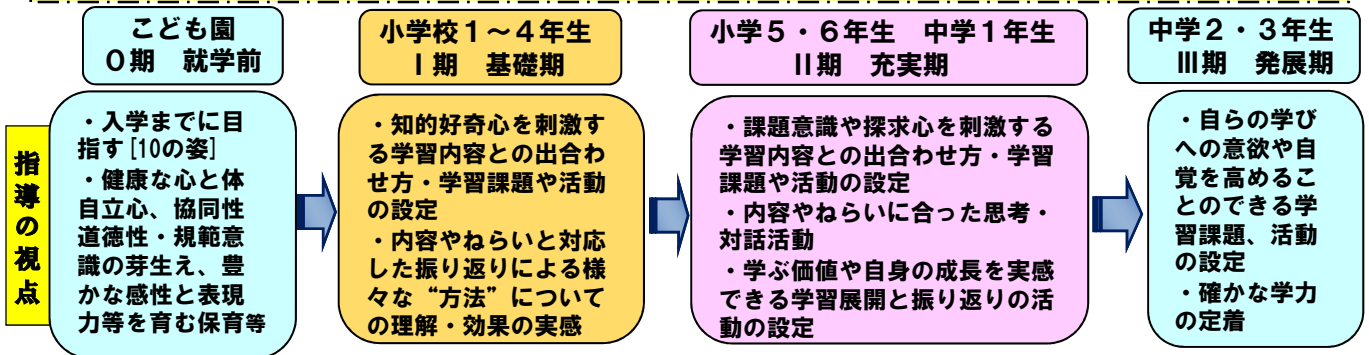 こども園
０期　就学前
小学校１～４年生
Ⅰ期　基礎期
小学５・６年生　中学１年生
Ⅱ期　充実期
中学２・３年生
Ⅲ期　発展期
指導の視点
・入学までに目
指す[10の姿]
・健康な心と体
自立心、協同性
道徳性・規範意
識の芽生え、豊
かな感性と表現
力等を育む保育等
・知的好奇心を刺激す
る学習内容との出合わ
せ方・学習課題や活動
の設定
・内容やねらいと対応
した振り返りによる様
々な“方法”について
の理解・効果の実感
・課題意識や探求心を刺激する
学習内容との出合わせ方・学習
課題や活動の設定
・内容やねらいに合った思考・
対話活動
・学ぶ価値や自身の成長を実感
できる学習展開と振り返りの活
動の設定
・自らの学び
への意欲や自
覚を高めるこ
とのできる学
習課題、活動
の設定
・確かな学力
の定着